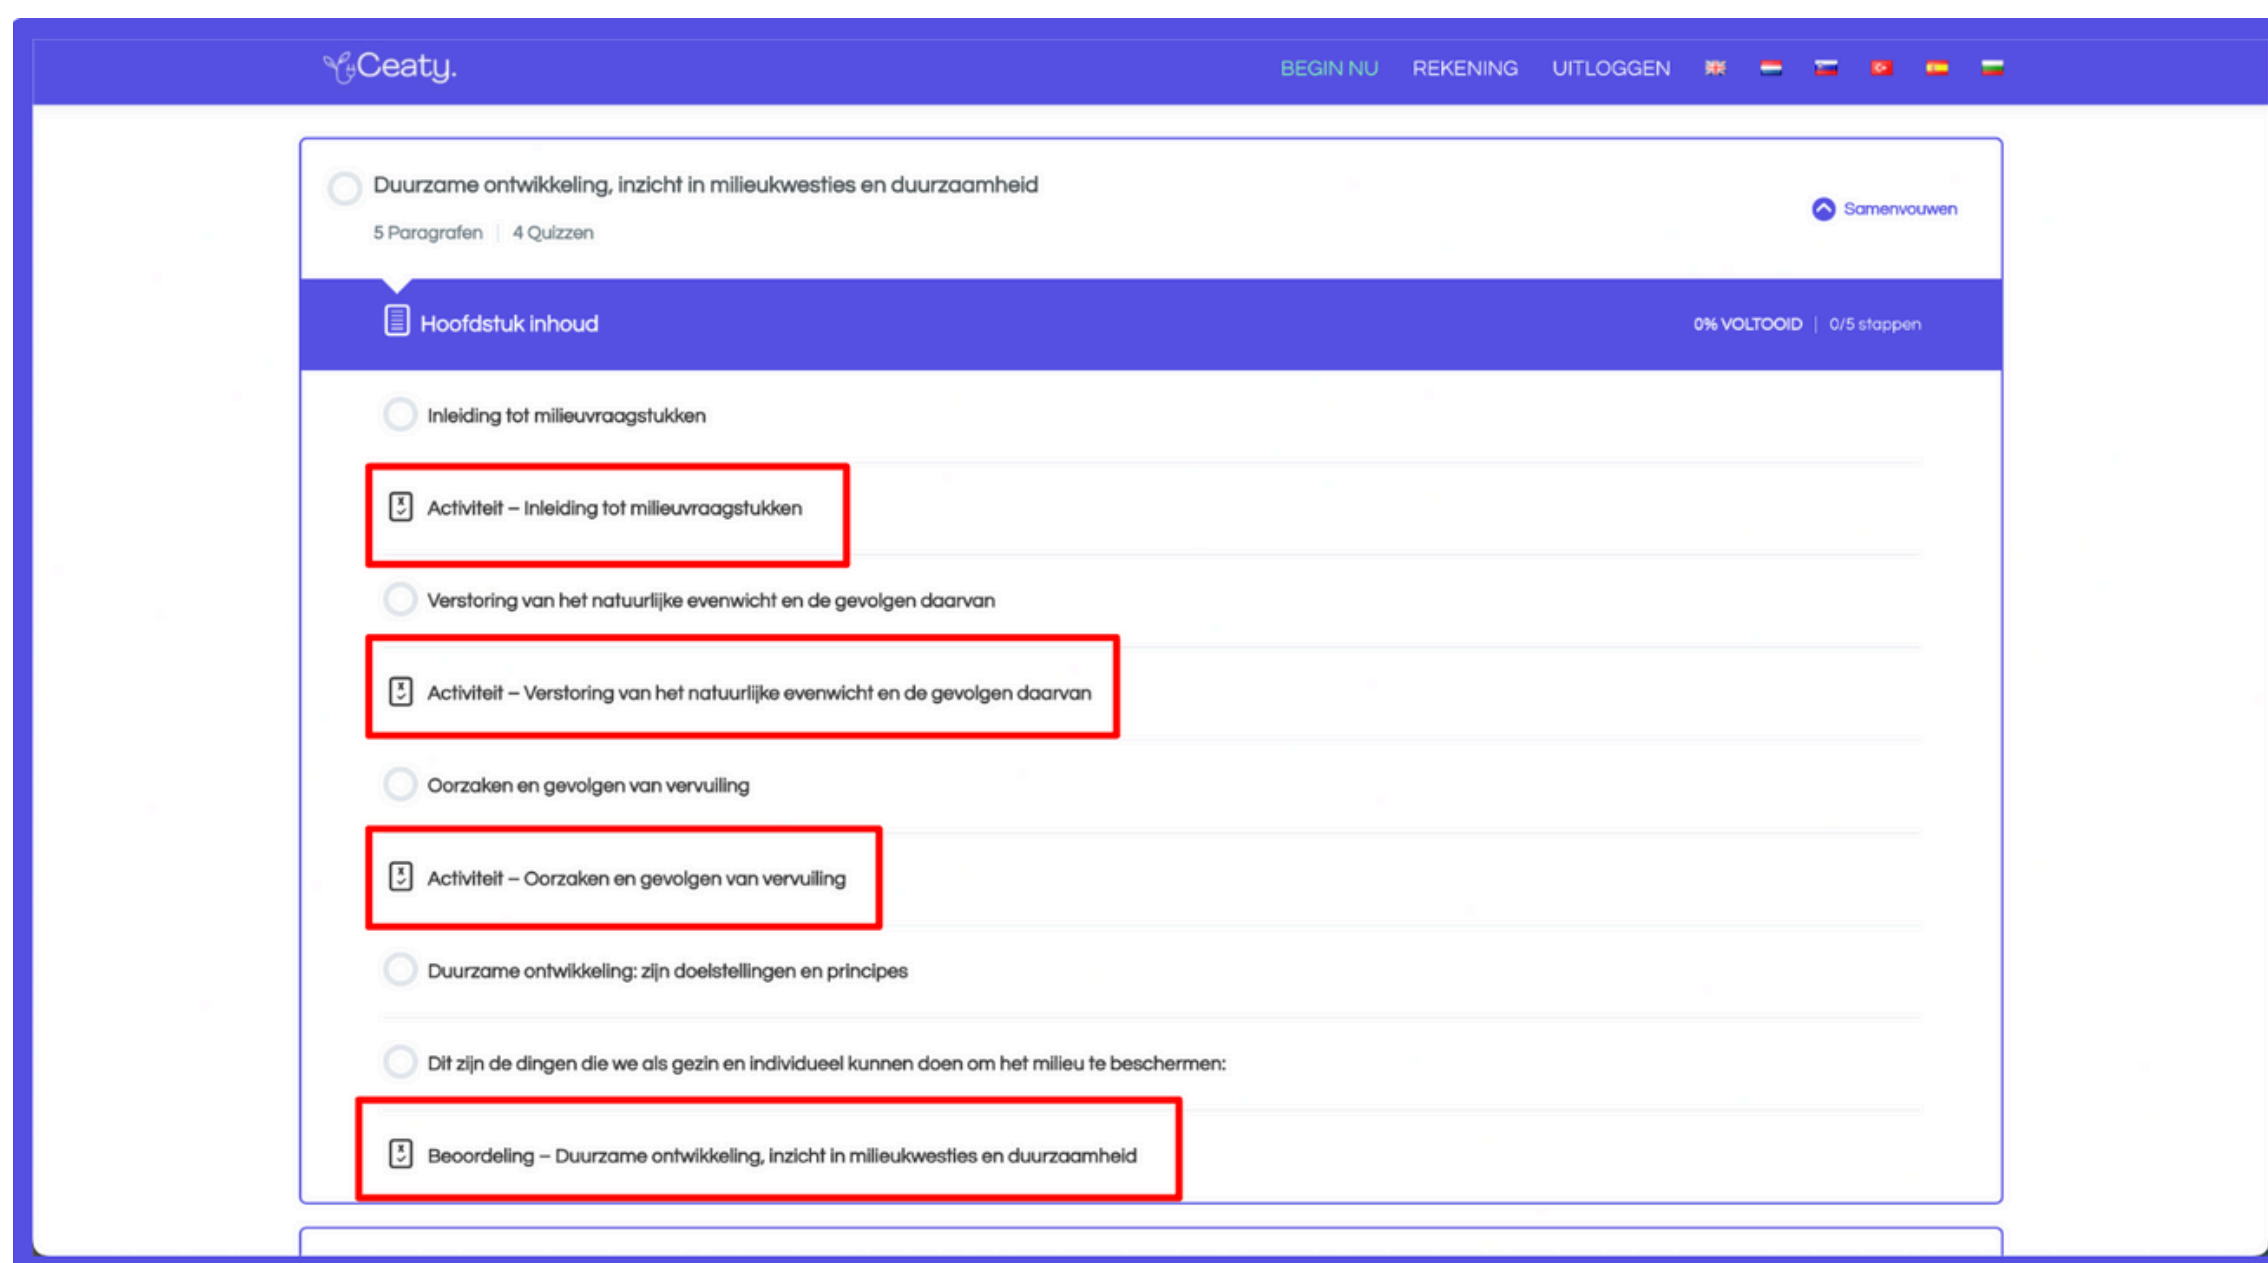 Ceaty.
BEGIN NU REKENING UITLOGGEN
Duurzame ontwikkeling, inzicht in milieukwesties en duurzaamheid
5 Paragrafen | 4 Quizzen
Samenvouwen
Hoofdstuk inhoud
0% VOLTOOID | 0/5 stappen
Inleiding tot milieuvraagstukken
Activiteit – Inleiding tot milieuvraagstukken
Verstoring van het natuurlijke evenwicht en de gevolgen daarvan
Activiteit – Verstoring van het natuurlijke evenwicht en de gevolgen daarvan
Oorzaken en gevolgen van vervuiling
Activiteit – Oorzaken en gevolgen van vervuiling
Duurzame ontwikkeling: zijn doelstellingen en principes
Dit zijn de dingen die we als gezin en individueel kunnen doen om het milieu te beschermen:
Beoordeling – Duurzame ontwikkeling, inzicht in milieukwesties en duurzaamheid